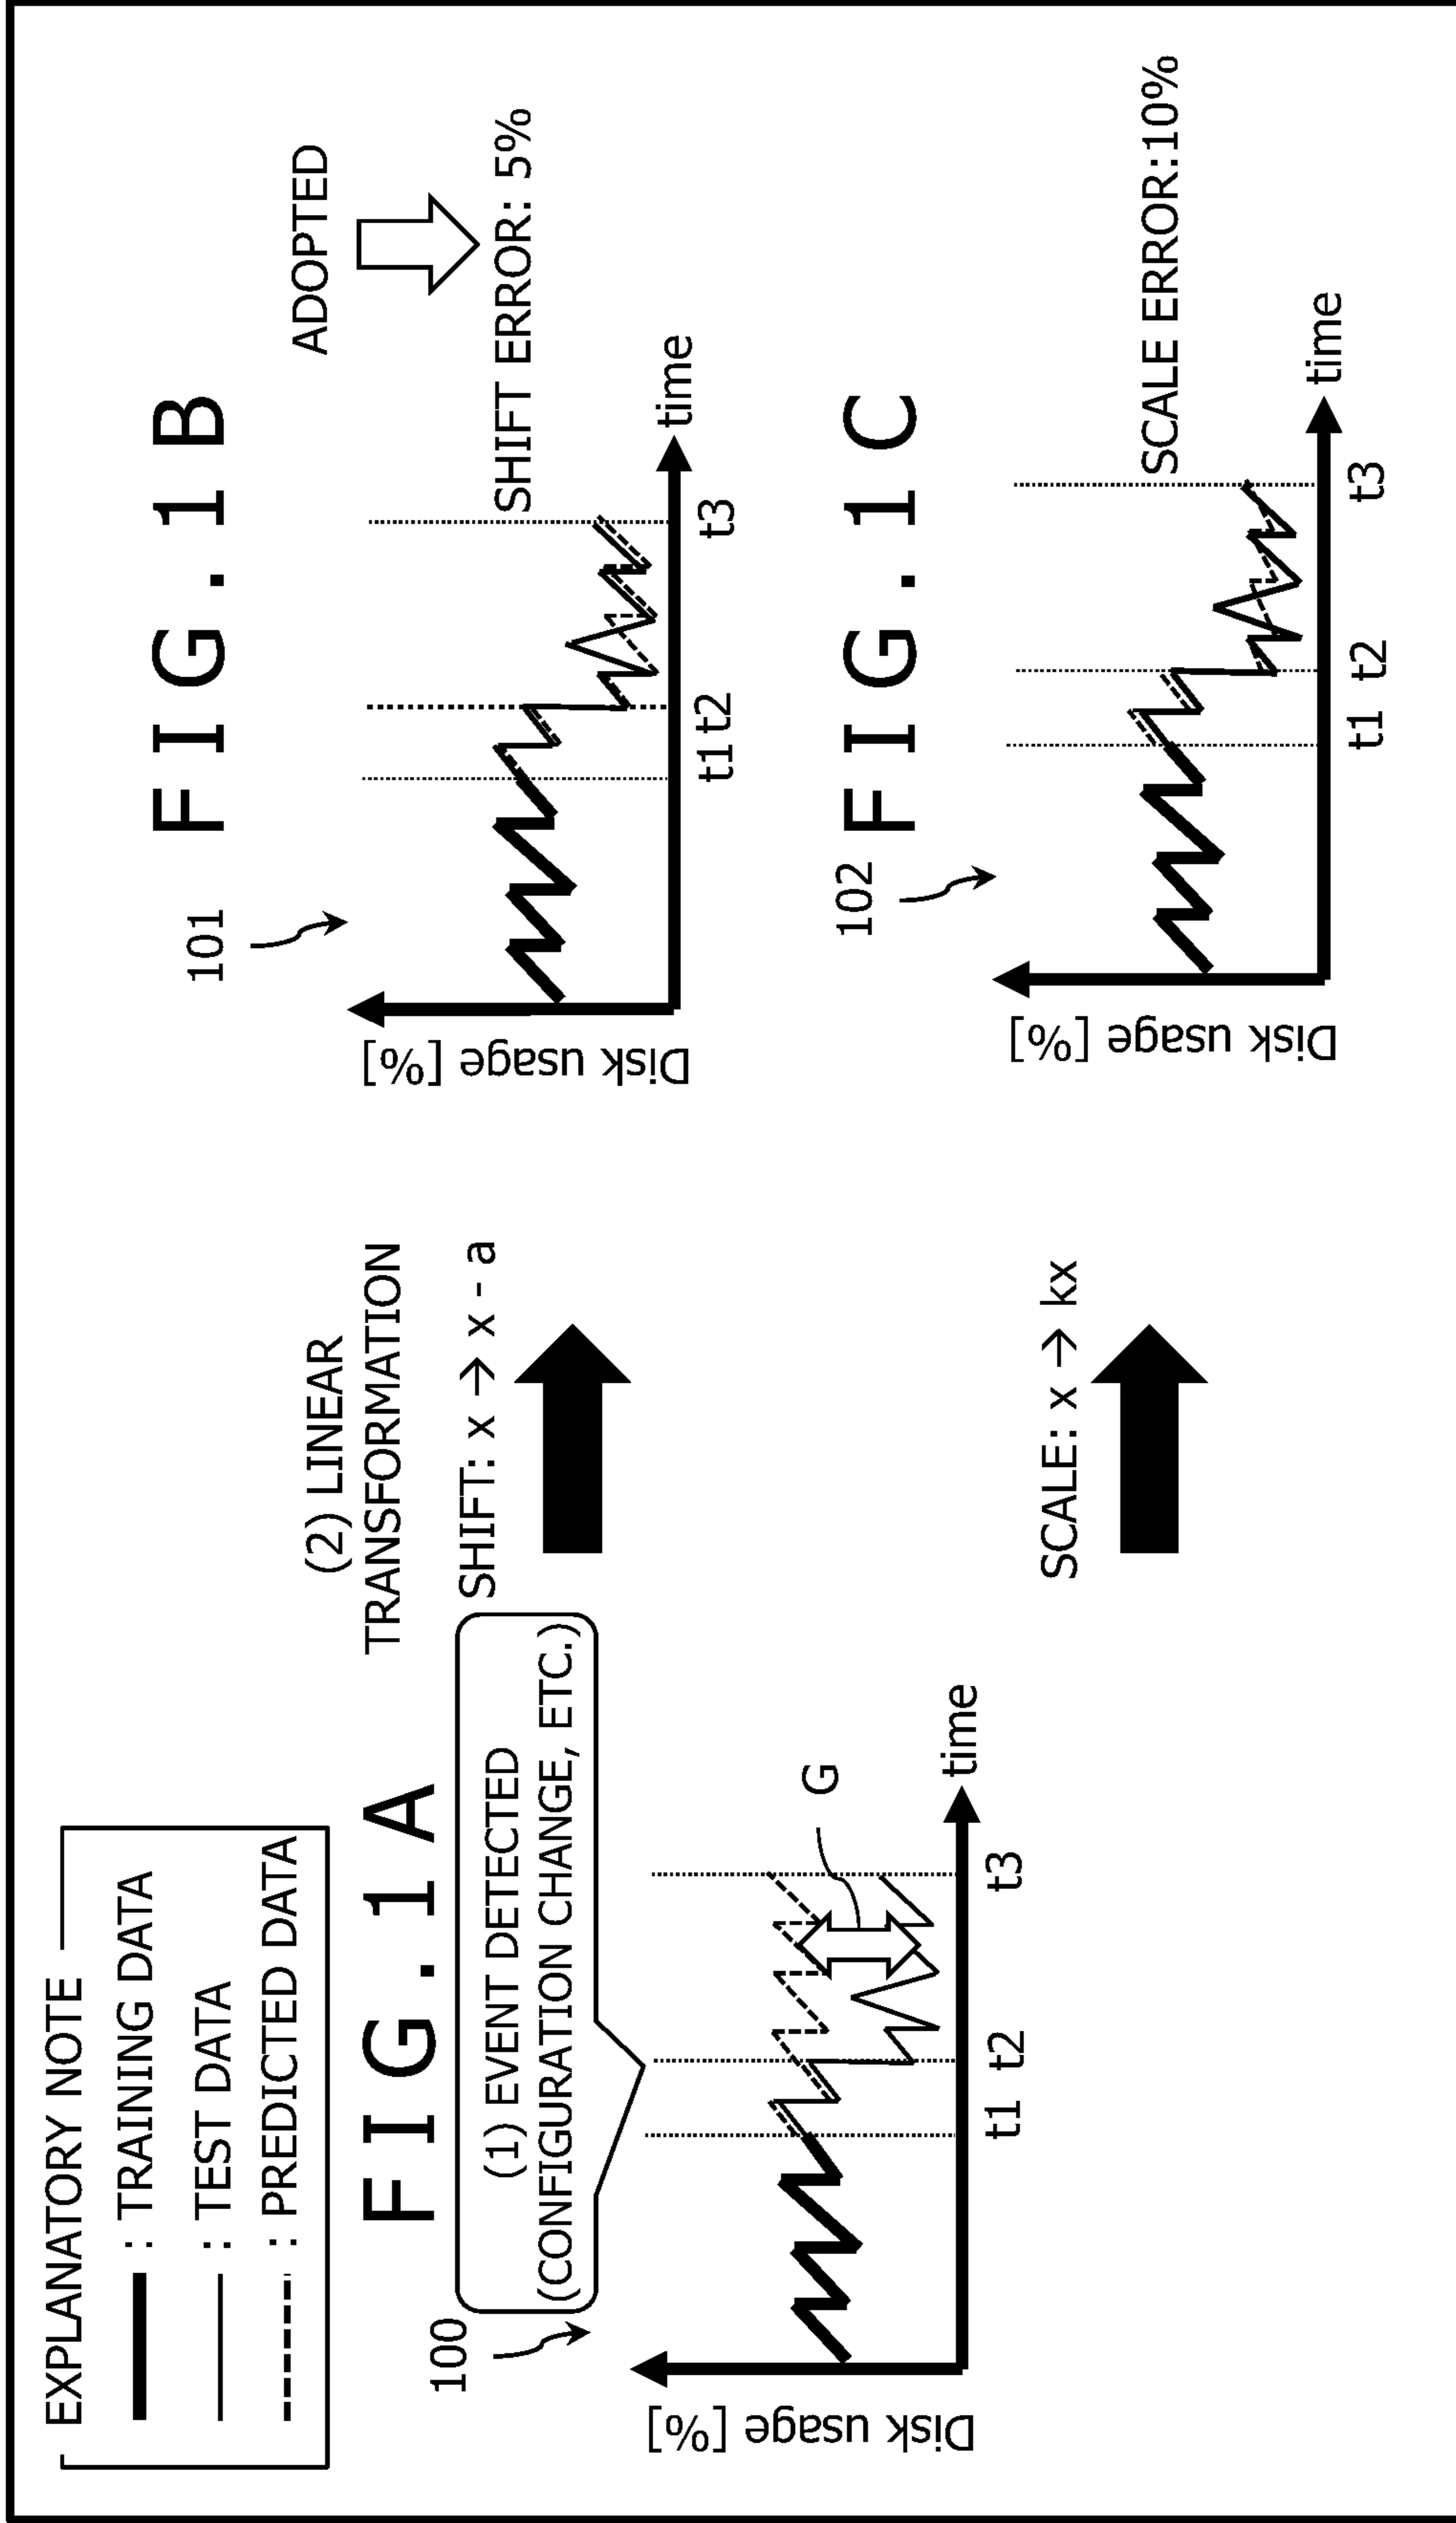 EXPLANATORY NOTE
: TRAINING DATA
: TEST DATA
: PREDICTED DATA
FIG. 1A
(1) EVENT DETECTED
(CONFIGURATION CHANGE, ETC.)
100
Disk usage [%]
G
time
t1 t2 t3
(2) LINEAR
TRANSFORMATION
SHIFT: x → x - a
SCALE: x → kx
FIG. 1B
101
Disk usage [%]
ADOPTED
SHIFT ERROR: 5%
time
t1 t2 t3
FIG. 1C
102
Disk usage [%]
SCALE ERROR:10%
time
t1 t2 t3